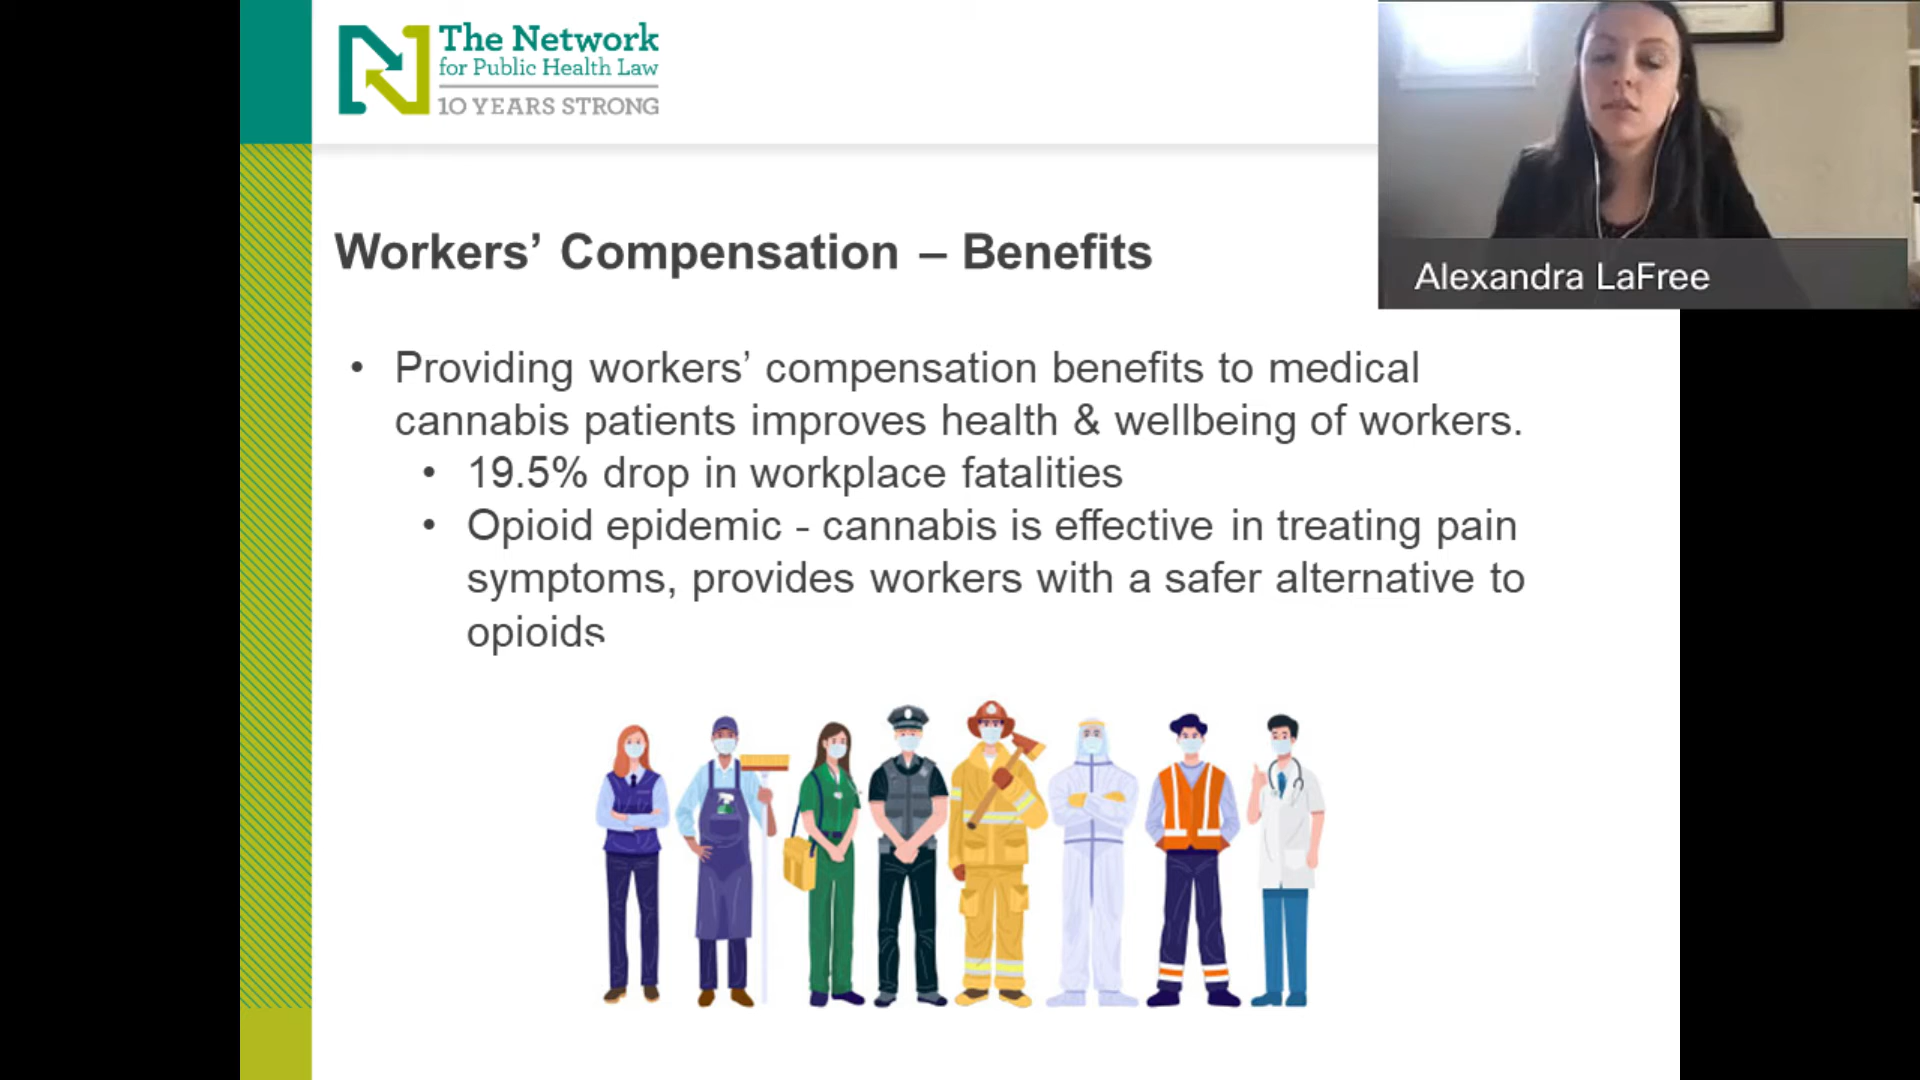 The Network
for Public Health Law
10 YEARS STRONG
Alexandra LaFree
Workers’ Compensation – Benefits
• Providing workers’ compensation benefits to medical
cannabis patients improves health & wellbeing of workers.
• 19.5% drop in workplace fatalities
• Opioid epidemic - cannabis is effective in treating pain
symptoms, provides workers with a safer alternative to
opioids